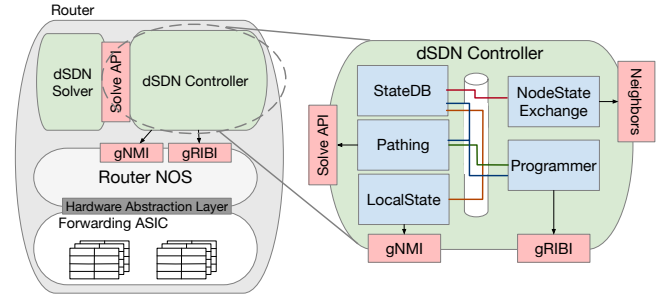 Router
dSDN
Solver
Solve API
dSDN Controller
gNMI
gRIBI
Router NOS
Hardware Abstraction Layer
Forwarding ASIC
dSDN Controller
StateDB
NodeState
Exchange
Neighbors
Solve API
Pathing
Programmer
LocalState
gNMI
gRIBI